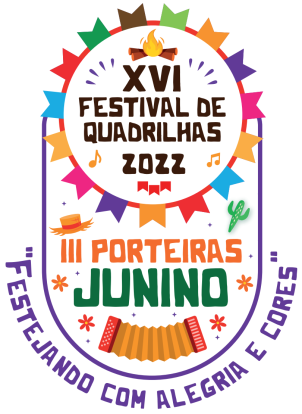 XVI
FESTIVAL DE
QUADRILHAS
2022
III PORTEIRAS
JUNINO
"FESTEJANDO COM ALEGRIA E CORES"